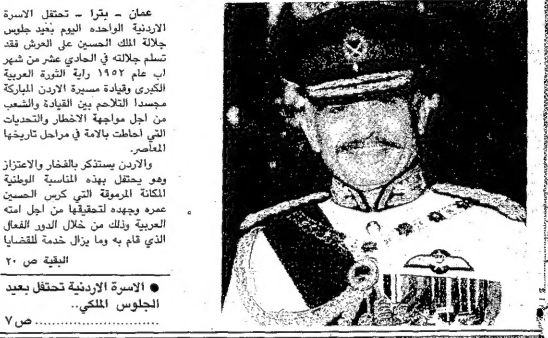 عمان ــ بترا ــ تحتفل الاسرة
الاردنية الواحده اليوم بعيد جلوس
جلالة الملك الحسين على العرش فقد
تسلم جلالته في الحادي عشر من شهر
اب عام ١٩٥٢ راية الثورة العربية
الكبرى وقيادة مسيرة الاردن المباركة
مجسدا التلاحم بين القيادة والشعب
من اجل مواجهة الاخطار والتحديات
التي احاطت بالامة في مراحل تاريخها
المعاصر.
والاردن يستذكر بالفخار والاعتزاز
وهو يحتفل بهذه المناسبة الوطنية
المكانة المرموقة التي كرس الحسين
عمره وجهده لتحقيقها من اجل امته
العربية وذلك من خلال الدور الفعال
الذي قام به وما يزال خدمة للقضايا
البقية ص ٢٠
● الاسرة الاردنية تحتفل بعيد
الجلوس الملكي..
............................ ص ٧